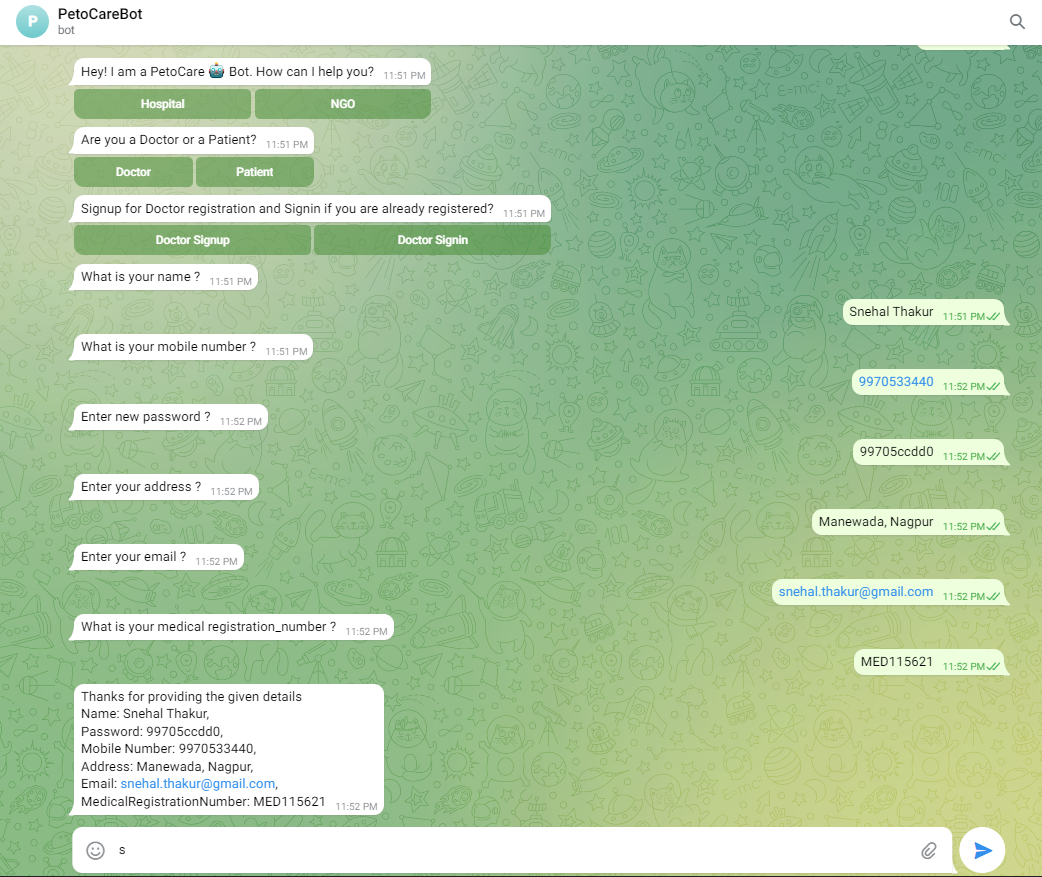 P
PetoCareBot
bot
Hey! I am a PetoCare 🤖 Bot. How can I help you? 11:51 PM
Hospital NGO
Are you a Doctor or a Patient? 11:51 PM
Doctor Patient
Signup for Doctor registration and Signin if you are already registered? 11:51 PM
Doctor Signup Doctor Signin
What is your name ? 11:51 PM
Snehal Thakur 11:51 PM
What is your mobile number ? 11:51 PM
9970533440 11:52 PM
Enter new password ? 11:52 PM
99705ccdd0 11:52 PM
Enter your address ? 11:52 PM
Manewada, Nagpur 11:52 PM
Enter your email ? 11:52 PM
snehal.thakur@gmail.com 11:52 PM
What is your medical registration_number ? 11:52 PM
MED115621 11:52 PM
Thanks for providing the given details
Name: Snehal Thakur,
Password: 99705ccdd0,
Mobile Number: 9970533440,
Address: Manewada, Nagpur,
Email: snehal.thakur@gmail.com,
MedicalRegistrationNumber: MED115621 11:52 PM
s